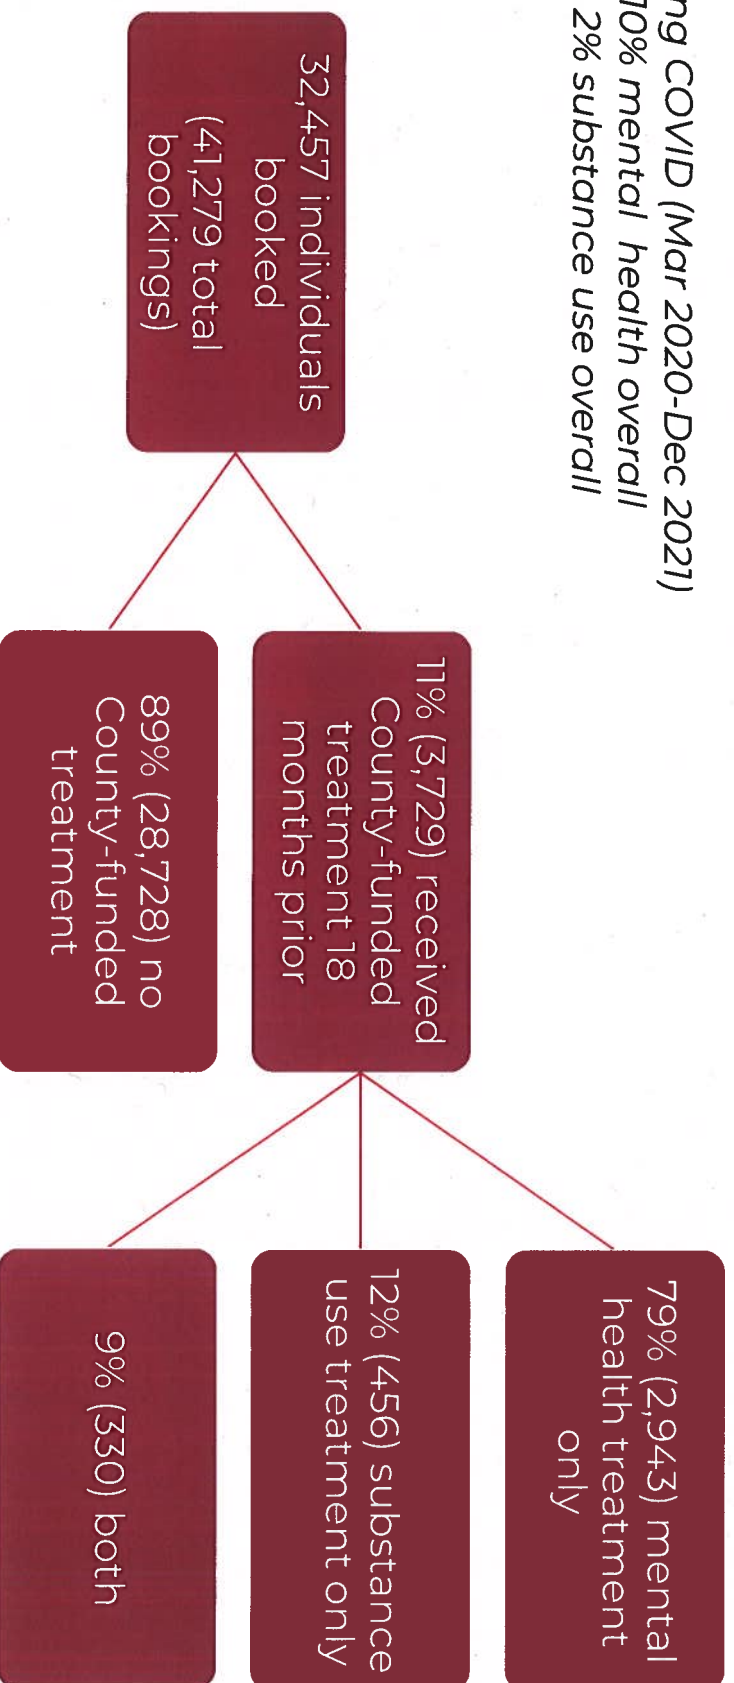 ng COVID (Mar 2020-Dec 2021)
10% mental health overall
2% substance use overall
32,457 individuals
booked
(41,279 total
bookings)
11% (3,729) received
County-funded
treatment 18
months prior
89% (28,728) no
County-funded
treatment
79% (2,943) mental
health treatment
only
12% (456) substance
use treatment only
9% (330) both